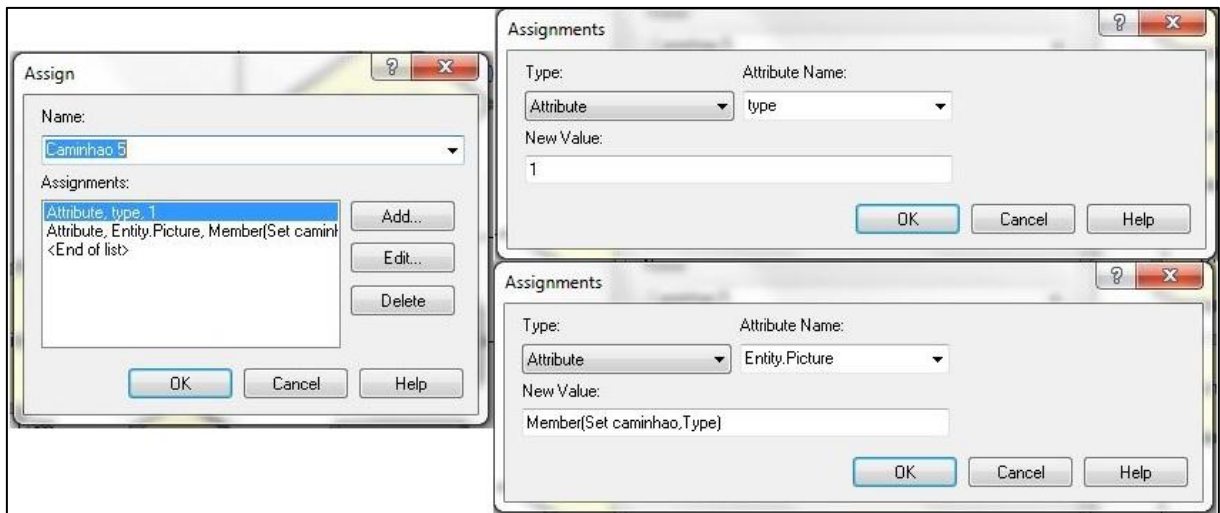 Assign
Name:
Caminhao 5
Assignments:
Attribute, type, 1
Attribute, Entity.Picture, Member(Set caminh
<End of list>
Add...
Edit...
Delete
OK Cancel Help
Assignments
Type: Attribute Name:
Attribute type
New Value:
1
OK Cancel Help
Assignments
Type: Attribute Name:
Attribute Entity.Picture
New Value:
Member(Set caminhao,Type)
OK Cancel Help